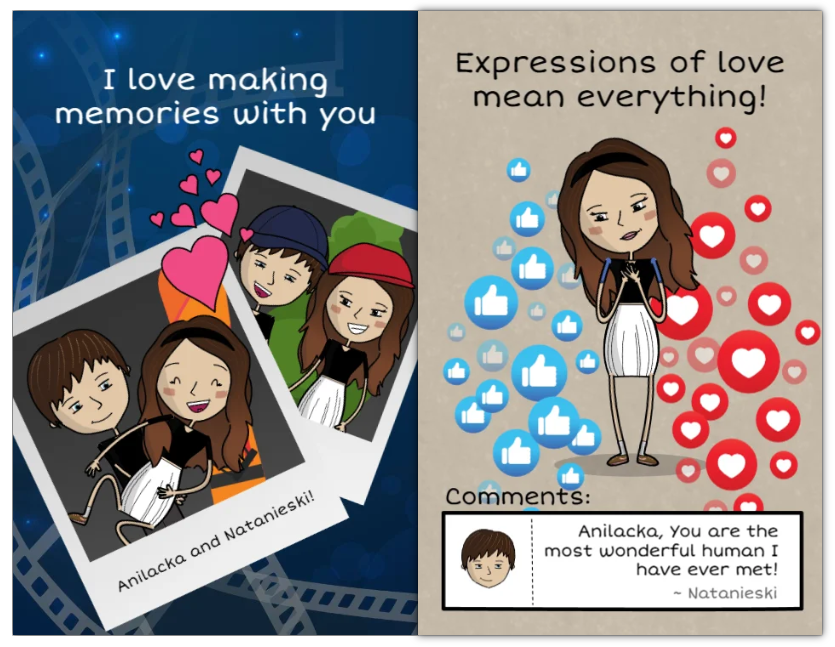 I love making
memories with you
Anilacka and Natanieski!
Expressions of love
mean everything!
Comments:
Anilacka, You are the
most wonderful human I
have ever met!
~ Natanieski